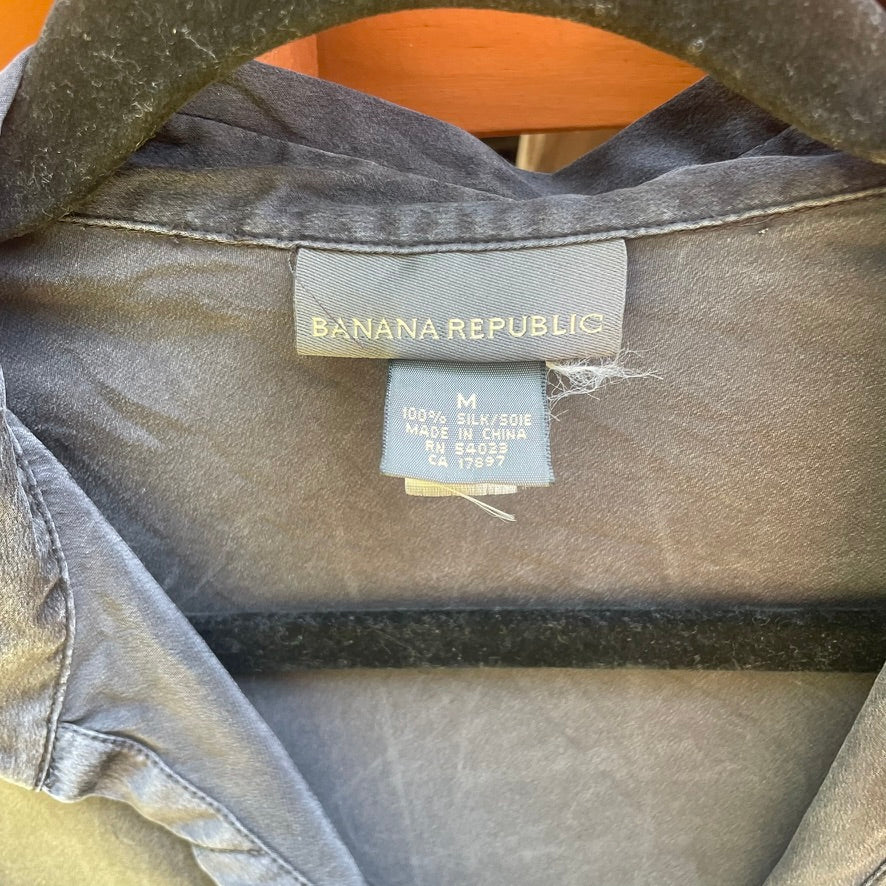 BANANA REPUBLIC
M
100% SILK/SOIE
MADE IN CHINA
RN 54023
CA 17897